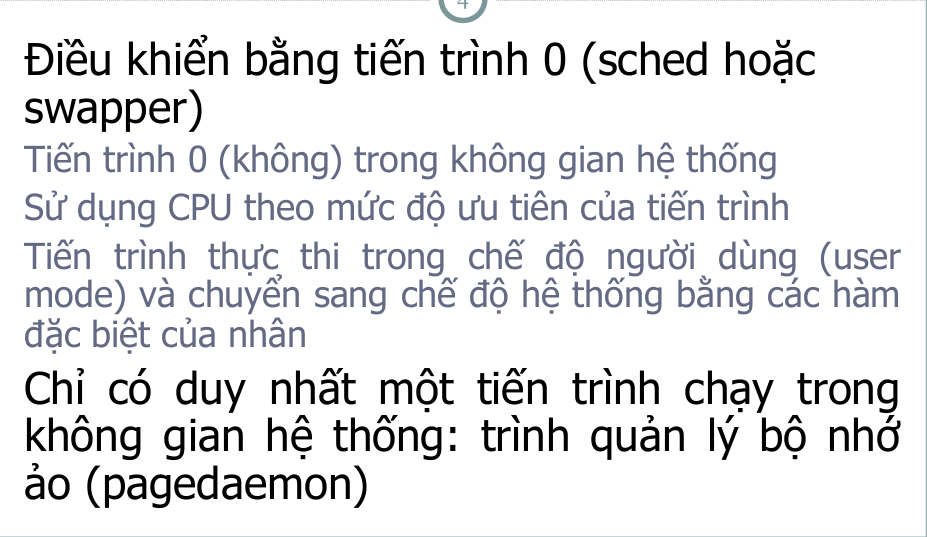 4
Điều khiển bằng tiến trình 0 (sched hoặc
swapper)
Tiến trình 0 (không) trong không gian hệ thống
Sử dụng CPU theo mức độ ưu tiên của tiến trình
Tiến trình thực thi trong chế độ người dùng (user
mode) và chuyển sang chế độ hệ thống bằng các hàm
đặc biệt của nhân
Chỉ có duy nhất một tiến trình chạy trong
không gian hệ thống: trình quản lý bộ nhớ
ảo (pagedaemon)